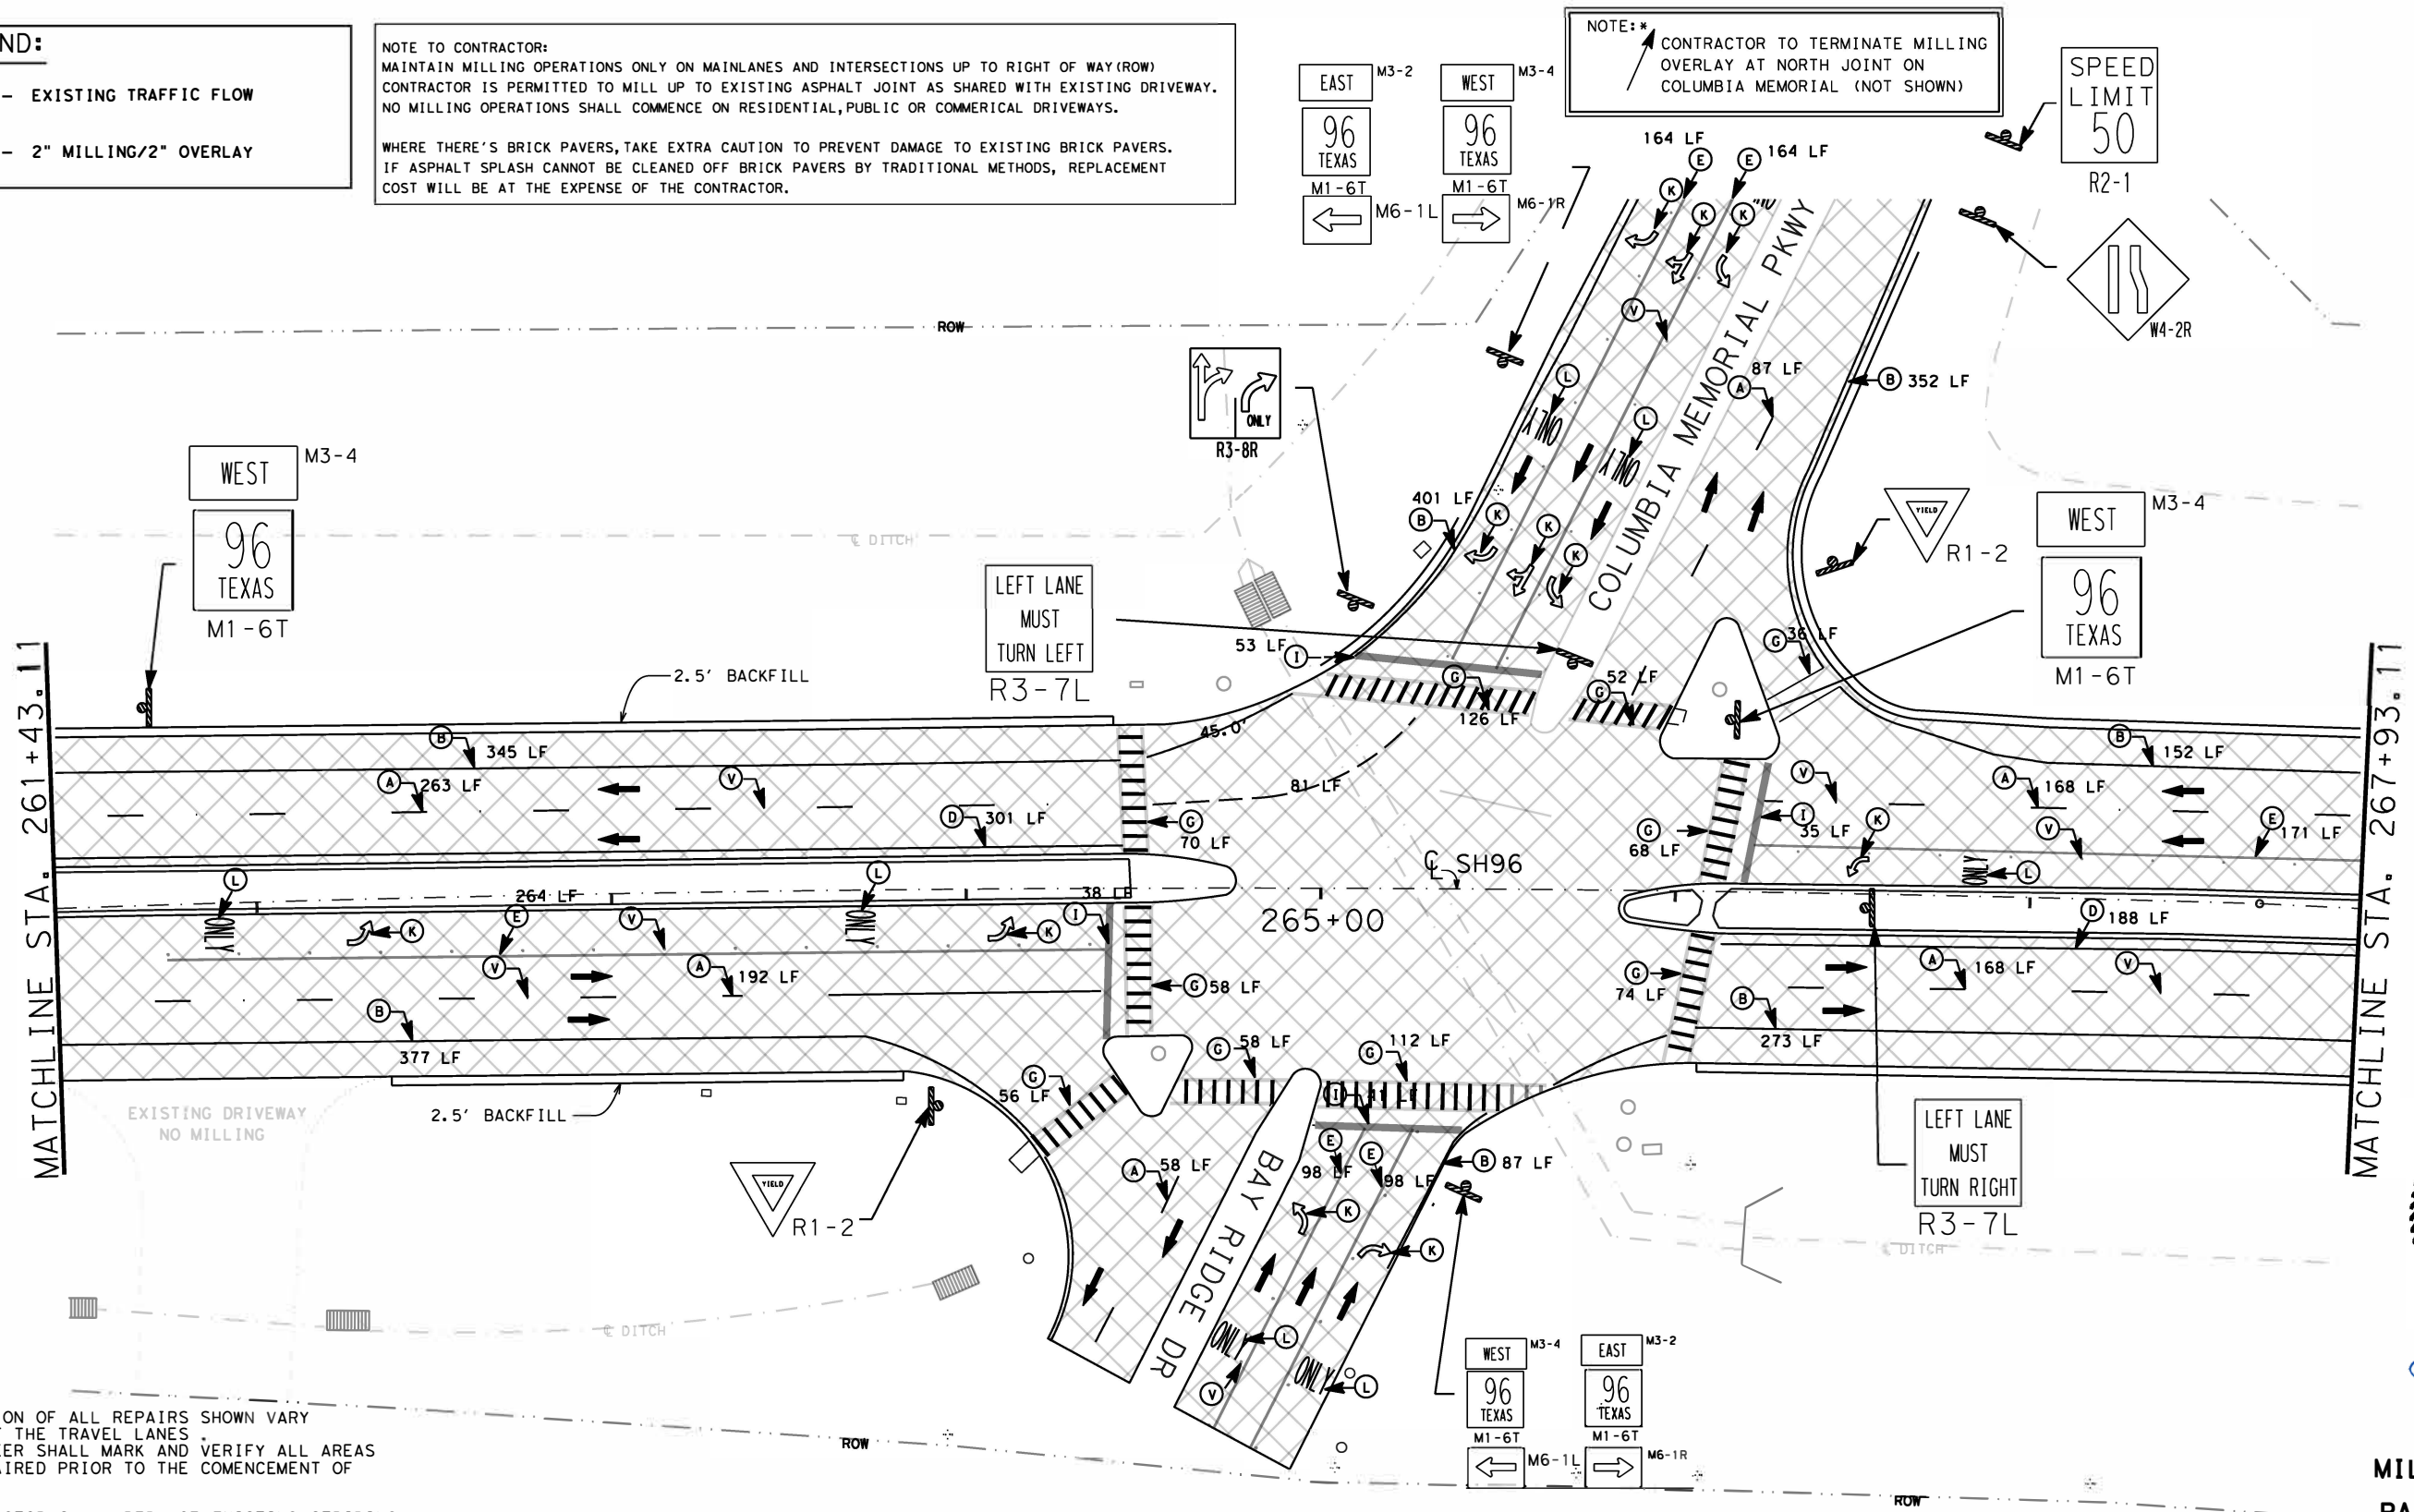 ND:
- EXISTING TRAFFIC FLOW
- 2" MILLING/2" OVERLAY
NOTE TO CONTRACTOR:
MAINTAIN MILLING OPERATIONS ONLY ON MAINLANES AND INTERSECTIONS UP TO RIGHT OF WAY(ROW)
CONTRACTOR IS PERMITTED TO MILL UP TO EXISTING ASPHALT JOINT AS SHARED WITH EXISTING DRIVEWAY.
NO MILLING OPERATIONS SHALL COMMENCE ON RESIDENTIAL, PUBLIC OR COMMERICAL DRIVEWAYS.
WHERE THERE'S BRICK PAVERS, TAKE EXTRA CAUTION TO PREVENT DAMAGE TO EXISTING BRICK PAVERS.
IF ASPHALT SPLASH CANNOT BE CLEANED OFF BRICK PAVERS BY TRADITIONAL METHODS, REPLACEMENT
COST WILL BE AT THE EXPENSE OF THE CONTRACTOR.
EAST M3-2
96
TEXAS
M1-6T
M6-1L
WEST M3-4
96
TEXAS
M1-6T
M6-1R
NOTE:*
CONTRACTOR TO TERMINATE MILLING
OVERLAY AT NORTH JOINT ON
COLUMBIA MEMORIAL (NOT SHOWN)
SPEED
LIMIT
50
R2-1
W4-2R
164 LF
E
E 164 LF
K
K
K
V
ROW
L
ONLY
L
ONLY
COLUMBIA MEMORIAL PKWY
87 LF
A
B 352 LF
ONLY
R3-8R
401 LF
B
K
K
K
YIELD
R1-2
WEST M3-4
96
TEXAS
M1-6T
WEST M3-4
96
TEXAS
M1-6T
℄ DITCH
LEFT LANE
MUST
TURN LEFT
R3-7L
53 LF
I
G
126 LF
52 LF
G
G 36 LF
2.5' BACKFILL
45.0'
MATCHLINE STA. 261+43.11
B
345 LF
A
263 LF
V
D
301 LF
G
70 LF
81 LF
G
68 LF
I
35 LF
V
K
A
168 LF
V
B
152 LF
E
171 LF
MATCHLINE STA. 267+93.11
L
ONLY
264 LF
E
K
V
L
ONLY
K
38 LF
I
℄ SH96
265+00
ONLY
L
D
188 LF
V
A
192 LF
G 58 LF
G
74 LF
A
168 LF
V
B
273 LF
B
377 LF
2.5' BACKFILL
EXISTING DRIVEWAY
NO MILLING
G
56 LF
G
58 LF
G
112 LF
I
E
98 LF
E
98 LF
B 87 LF
A
58 LF
K
K
BAY RIDGE DR
ONLY
L
ONLY
L
V
YIELD
R1-2
LEFT LANE
MUST
TURN RIGHT
R3-7L
℄ DITCH
℄ DITCH
WEST M3-4
96
TEXAS
M1-6T
M6-1L
EAST M3-2
96
TEXAS
M1-6T
M6-1R
ROW
ROW
ON OF ALL REPAIRS SHOWN VARY
THE TRAVEL LANES .
ER SHALL MARK AND VERIFY ALL AREAS
IRED PRIOR TO THE COMENCEMENT OF
MIL